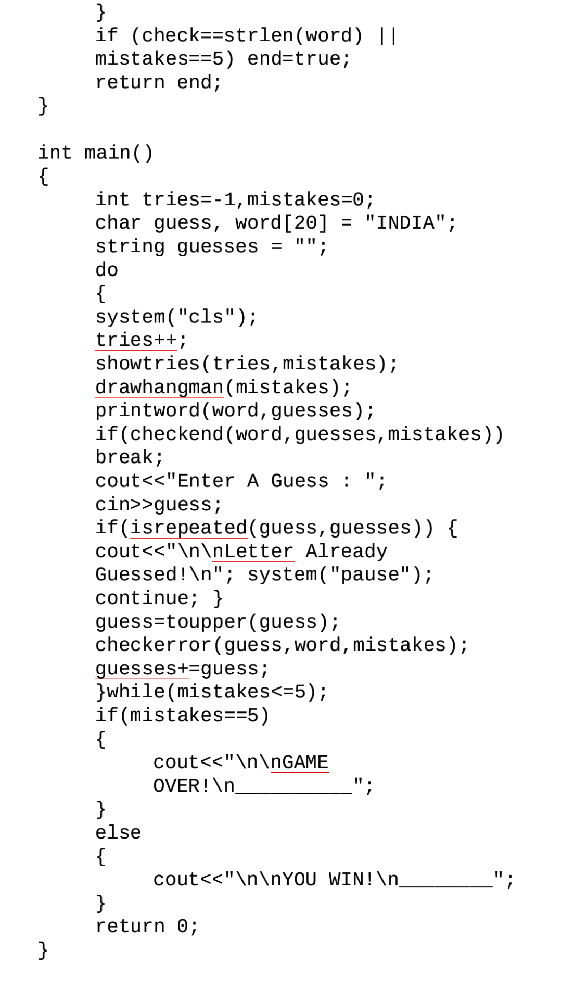 }
if (check==strlen(word) ||
mistakes==5) end=true;
return end;
}
int main()
{
int tries=-1,mistakes=0;
char guess, word[20] = "INDIA";
string guesses = "";
do
{
system("cls");
tries++;
showtries(tries,mistakes);
drawhangman(mistakes);
printword(word,guesses);
if(checkend(word,guesses,mistakes))
break;
cout<<"Enter A Guess : ";
cin>>guess;
if(isrepeated(guess,guesses)) {
cout<<"\n\nLetter Already
Guessed!\n"; system("pause");
continue; }
guess=toupper(guess);
checkerror(guess,word,mistakes);
guesses+=guess;
}while(mistakes<=5);
if(mistakes==5)
{
cout<<"\n\nGAME
OVER!\n__________";
}
else
{
cout<<"\n\nYOU WIN!\n________";
}
return 0;
}